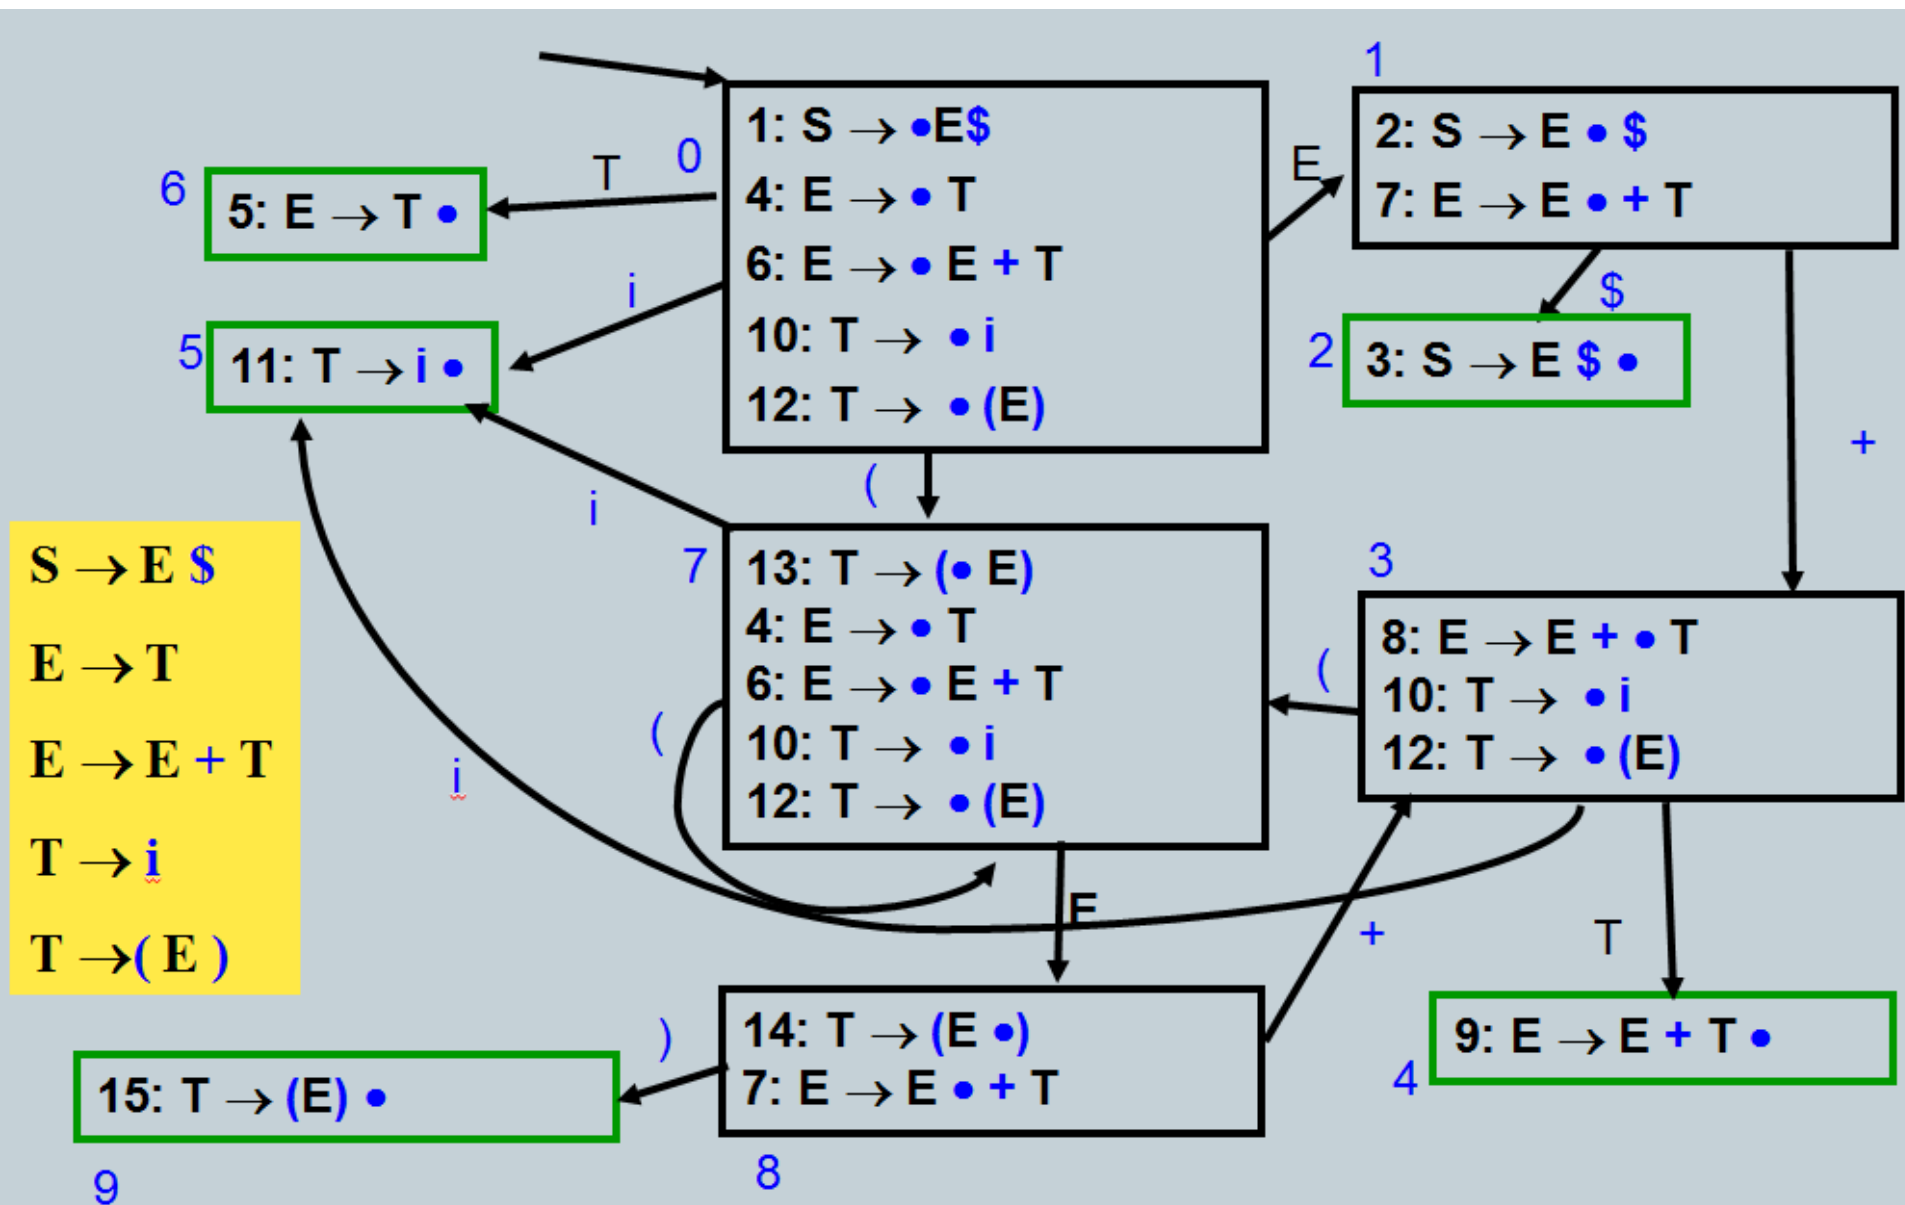 0
1: S → •E$
4: E → • T
6: E → • E + T
10: T → • i
12: T → • (E)
E
1
2: S → E • $
7: E → E • + T
T
6
5: E → T •
i
5
11: T → i •
$
2
3: S → E $ •
+
(
i
7
13: T → (• E)
4: E → • T
6: E → • E + T
10: T → • i
12: T → • (E)
(
3
8: E → E + • T
10: T → • i
12: T → • (E)
(
i
S → E $
E → T
E → E + T
T → i
T → ( E )
E
+
T
8
14: T → (E •)
7: E → E • + T
)
9
15: T → (E) •
4
9: E → E + T •